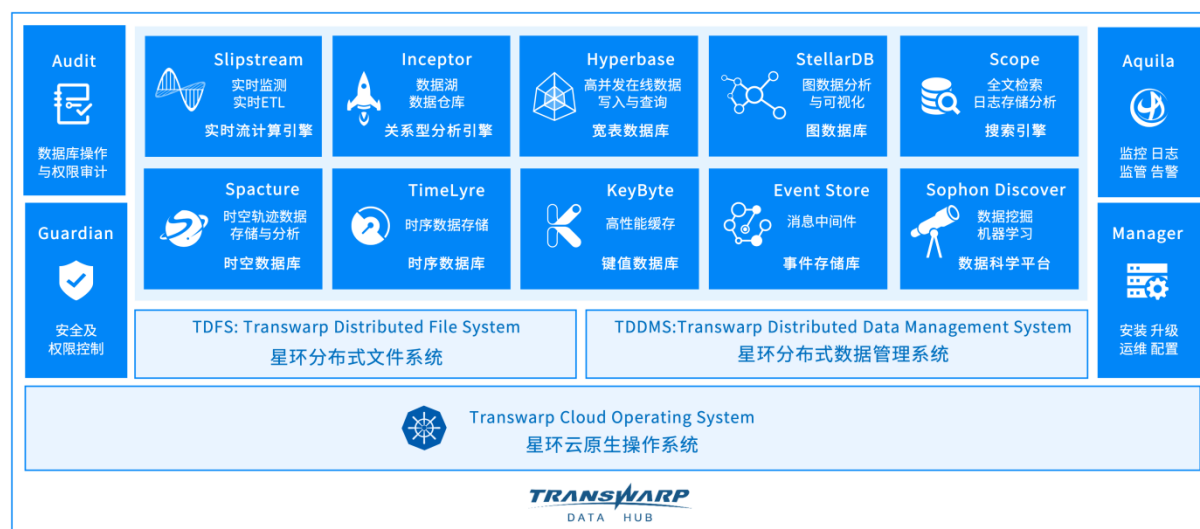 Audit
数据库操作
与权限审计
Guardian
安全及
权限控制
Slipstream
实时监测
实时ETL
实时流计算引擎
Inceptor
数据湖
数据仓库
关系型分析引擎
Hyperbase
高并发在线数据
写入与查询
宽表数据库
StellarDB
图数据分析
与可视化
图数据库
Scope
全文检索
日志存储分析
搜索引擎
Spacture
时空轨迹数据
存储与分析
时空数据库
TimeLyre
时序数据存储
时序数据库
KeyByte
高性能缓存
键值数据库
Event Store
消息中间件
事件存储库
Sophon Discover
数据挖掘
机器学习
数据科学平台
Aquila
监控 日志
监管 告警
Manager
安装 升级
运维 配置
TDFS: Transwarp Distributed File System
星环分布式文件系统
TDDMS:Transwarp Distributed Data Management System
星环分布式数据管理系统
Transwarp Cloud Operating System
星环云原生操作系统
TRANSWARP
DATA HUB